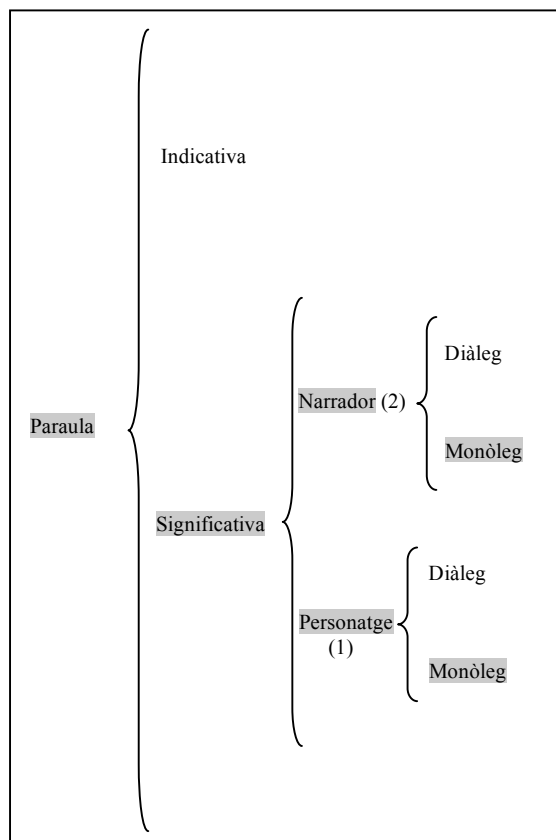 Indicativa
Diàleg
Narrador (2)
Paraula
Monòleg
Significativa
Diàleg
Personatge
(1)
Monòleg